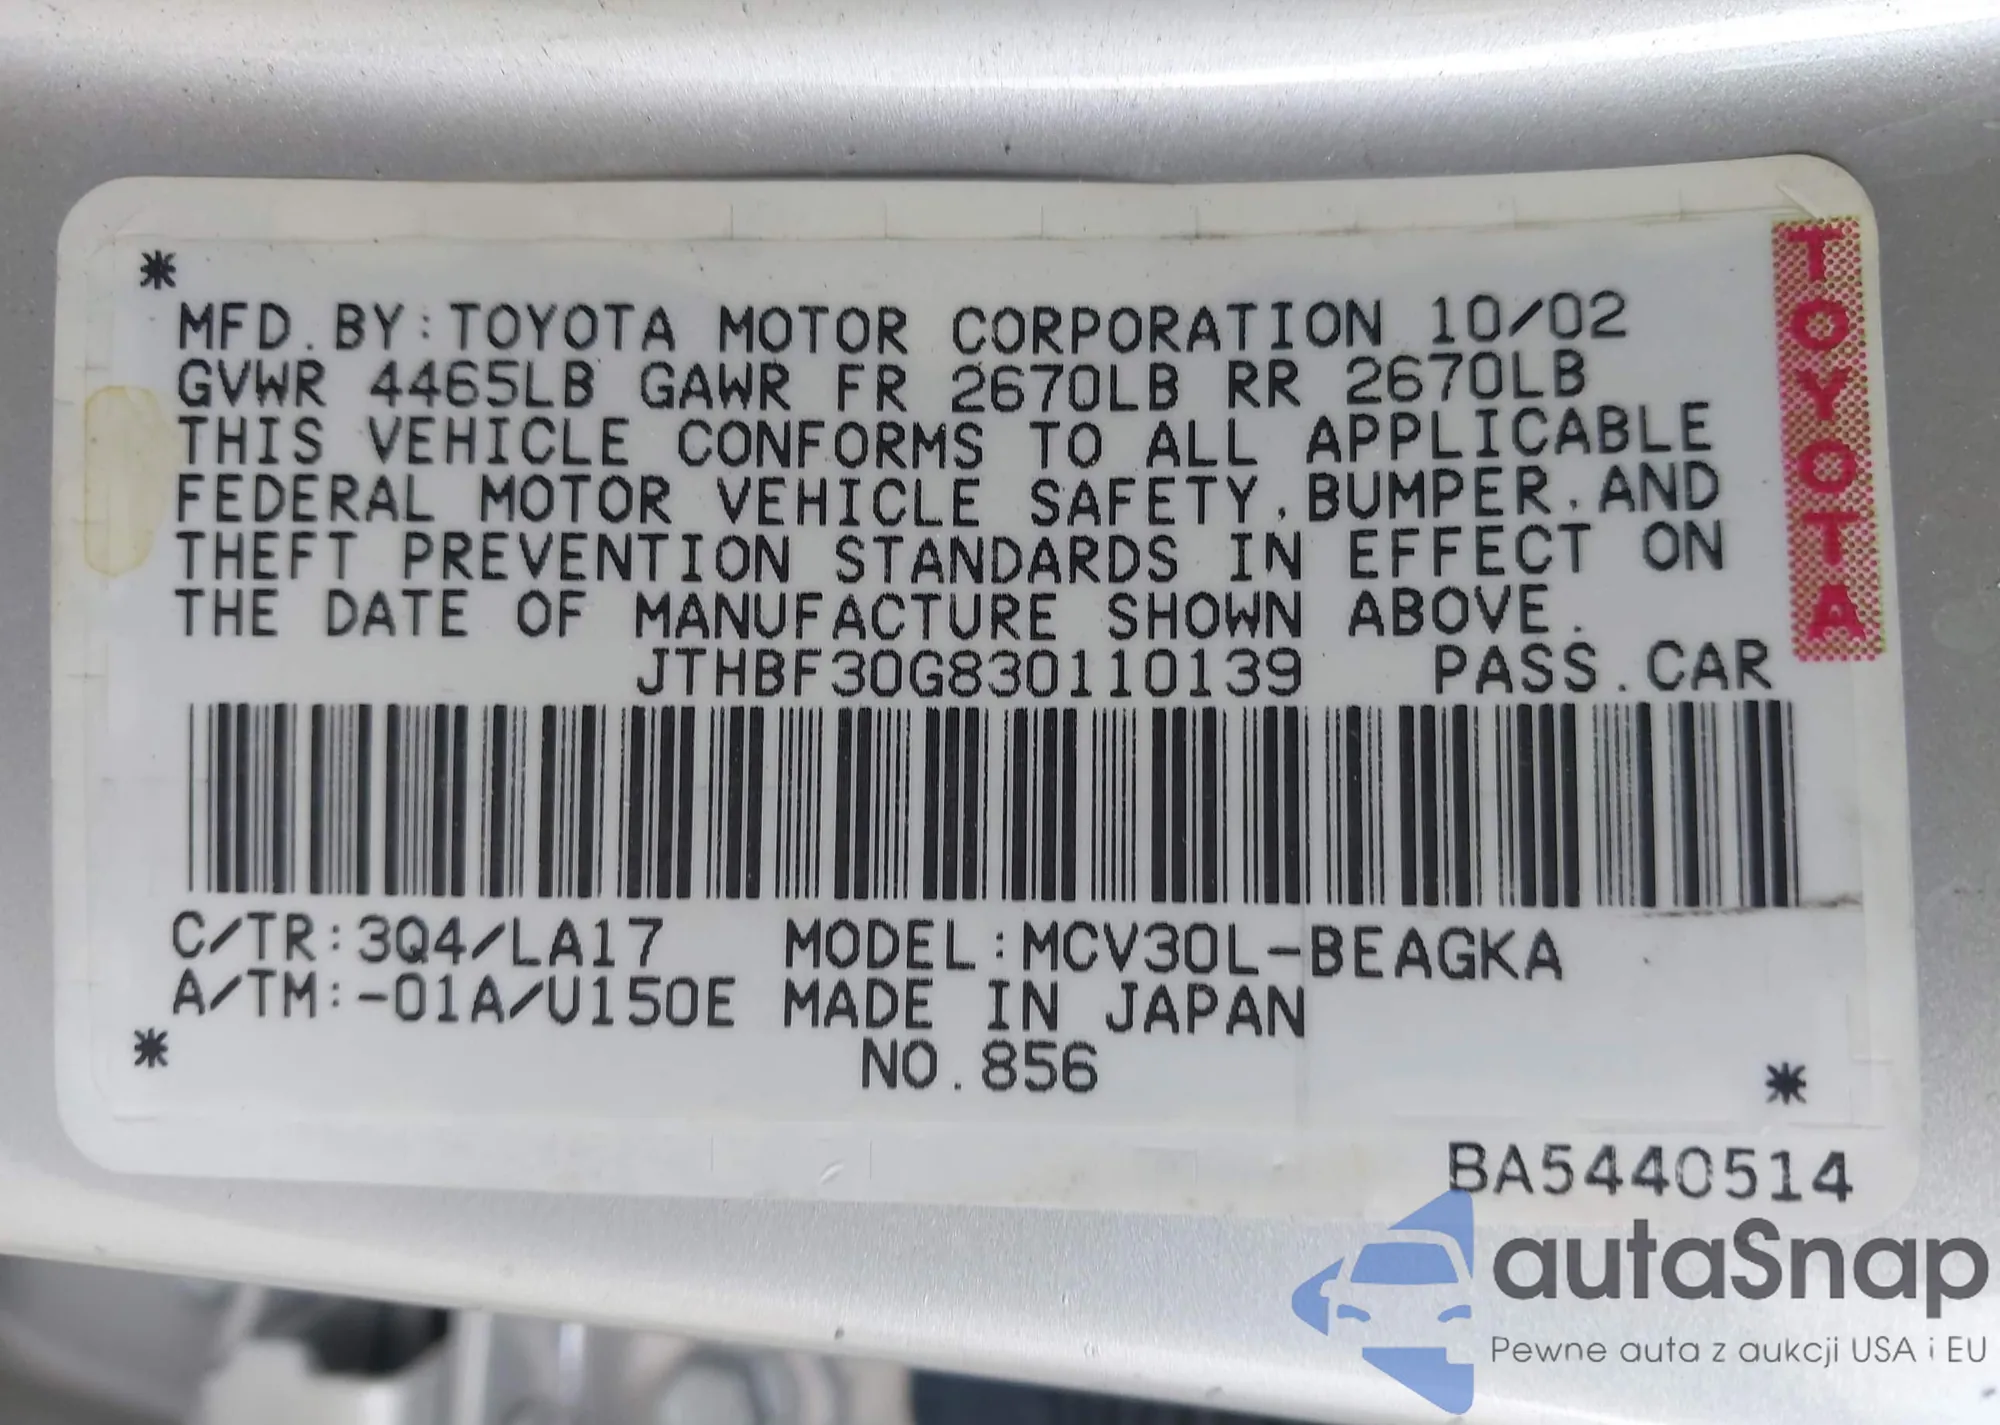 *
MFD.BY:TOYOTA MOTOR CORPORATION 10/02
GVWR 4465LB GAWR FR 2670LB RR 2670LB
THIS VEHICLE CONFORMS TO ALL APPLICABLE
FEDERAL MOTOR VEHICLE SAFETY,BUMPER,AND
THEFT PREVENTION STANDARDS IN EFFECT ON
THE DATE OF MANUFACTURE SHOWN ABOVE.
JTHBF30G830110139 PASS.CAR
TOYOTA
C/TR:3Q4/LA17 MODEL:MCV30L-BEAGKA
A/TM:-01A/U150E MADE IN JAPAN
* NO.856 *
BA5440514
autaSnap
Pewne auta z aukcji USA i EU